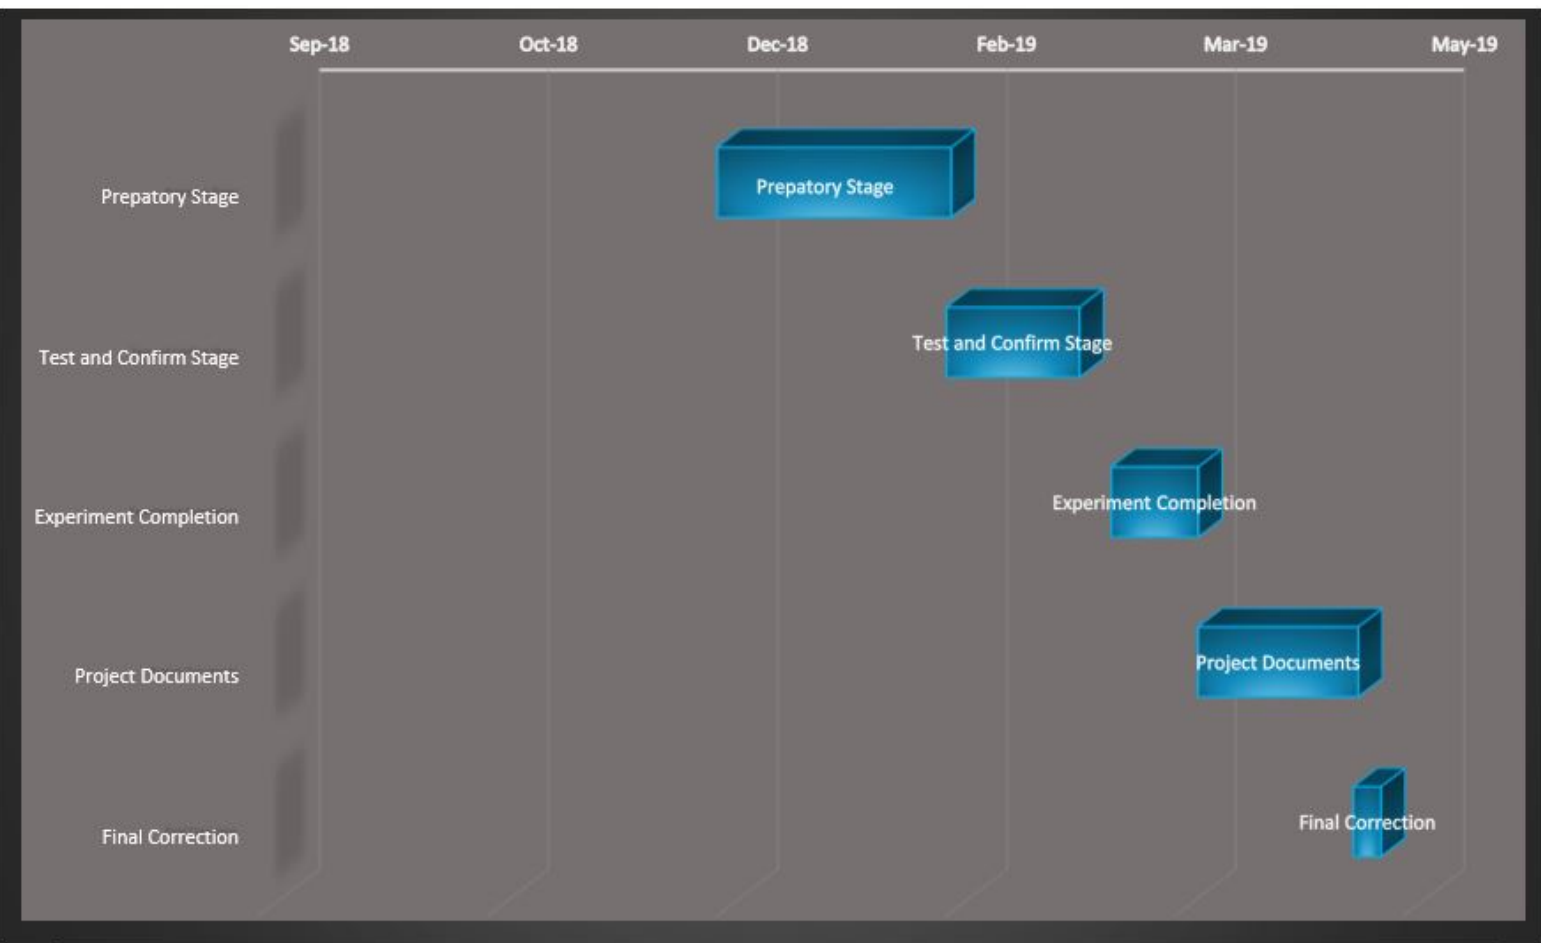 Sep-18 Oct-18 Dec-18 Feb-19 Mar-19 May-19
Prepatory Stage Prepatory Stage
Test and Confirm Stage Test and Confirm Stage
Experiment Completion Experiment Completion
Project Documents Project Documents
Final Correction Final Correction